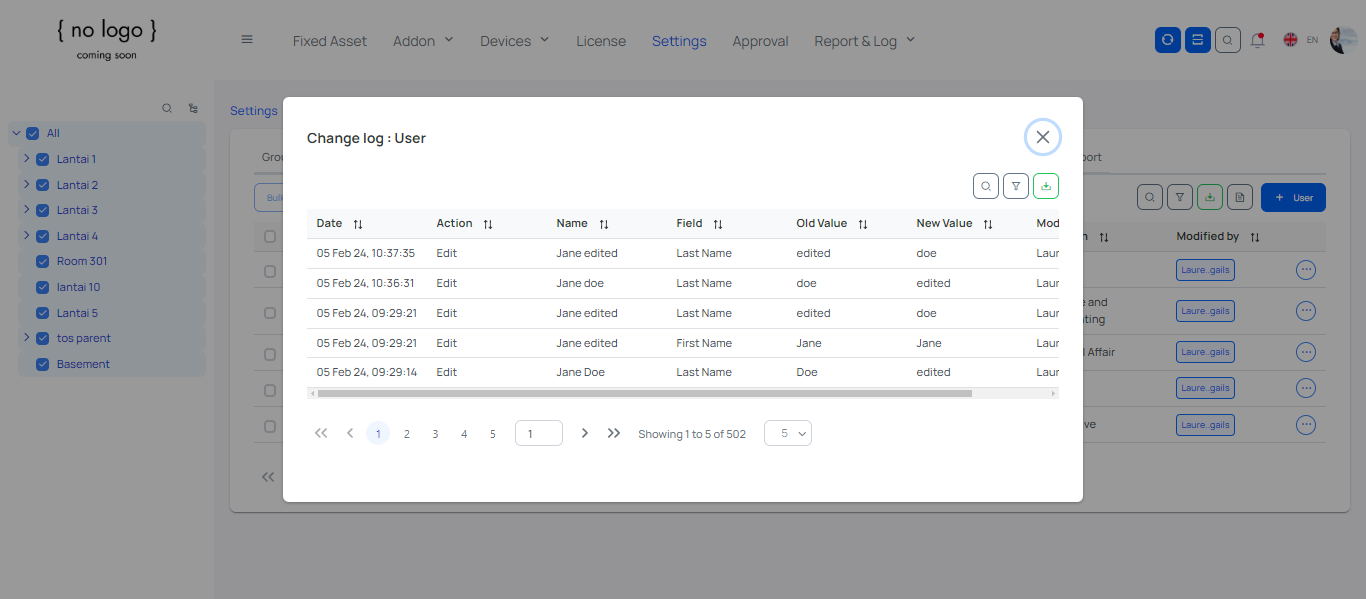 { no logo }
coming soon
Fixed Asset Addon Devices License Settings Approval Report & Log EN
Settings
All
Lantai 1
Lantai 2
Lantai 3
Lantai 4
Room 301
lantai 10
Lantai 5
tos parent
Basement
Change log : User
Date Action Name Field Old Value New Value Mod
05 Feb 24, 10:37:35 Edit Jane edited Last Name edited doe Laur
05 Feb 24, 10:36:31 Edit Jane doe Last Name doe edited Laur
05 Feb 24, 09:29:21 Edit Jane edited Last Name edited doe Laur
05 Feb 24, 09:29:21 Edit Jane edited First Name Jane Jane Laur
05 Feb 24, 09:29:14 Edit Jane Doe Last Name Doe edited Laur
1 2 3 4 5 1 Showing 1 to 5 of 502 5
Grou
Bul
ort
+ User
n Modified by
Laure..gails
e and
ting
Laure..gails
l Affair
Laure..gails
Laure..gails
ve
Laure..gails